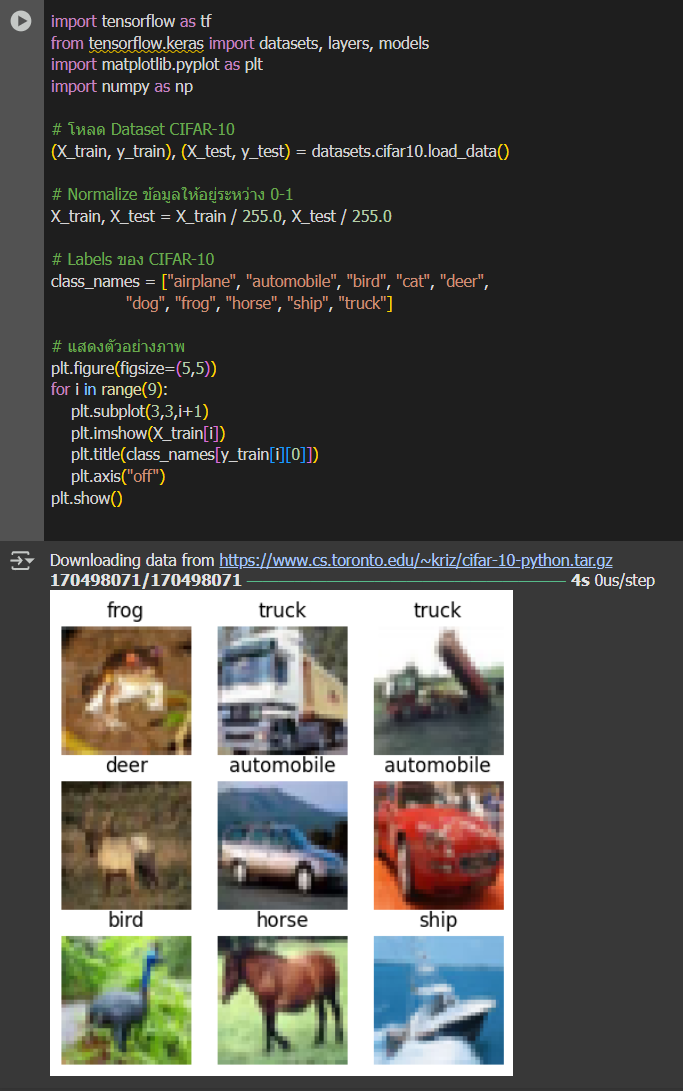 import tensorflow as tf
from tensorflow.keras import datasets, layers, models
import matplotlib.pyplot as plt
import numpy as np
# โหลด Dataset CIFAR-10
(X_train, y_train), (X_test, y_test) = datasets.cifar10.load_data()
# Normalize ข้อมูลให้อยู่ระหว่าง 0-1
X_train, X_test = X_train / 255.0, X_test / 255.0
# Labels ของ CIFAR-10
class_names = ["airplane", "automobile", "bird", "cat", "deer",
"dog", "frog", "horse", "ship", "truck"]
# แสดงตัวอย่างภาพ
plt.figure(figsize=(5,5))
for i in range(9):
plt.subplot(3,3,i+1)
plt.imshow(X_train[i])
plt.title(class_names[y_train[i][0]])
plt.axis("off")
plt.show()
Downloading data from https://www.cs.toronto.edu/~kriz/cifar-10-python.tar.gz
170498071/170498071 4s 0us/step
frog truck truck
deer automobile automobile
bird horse ship